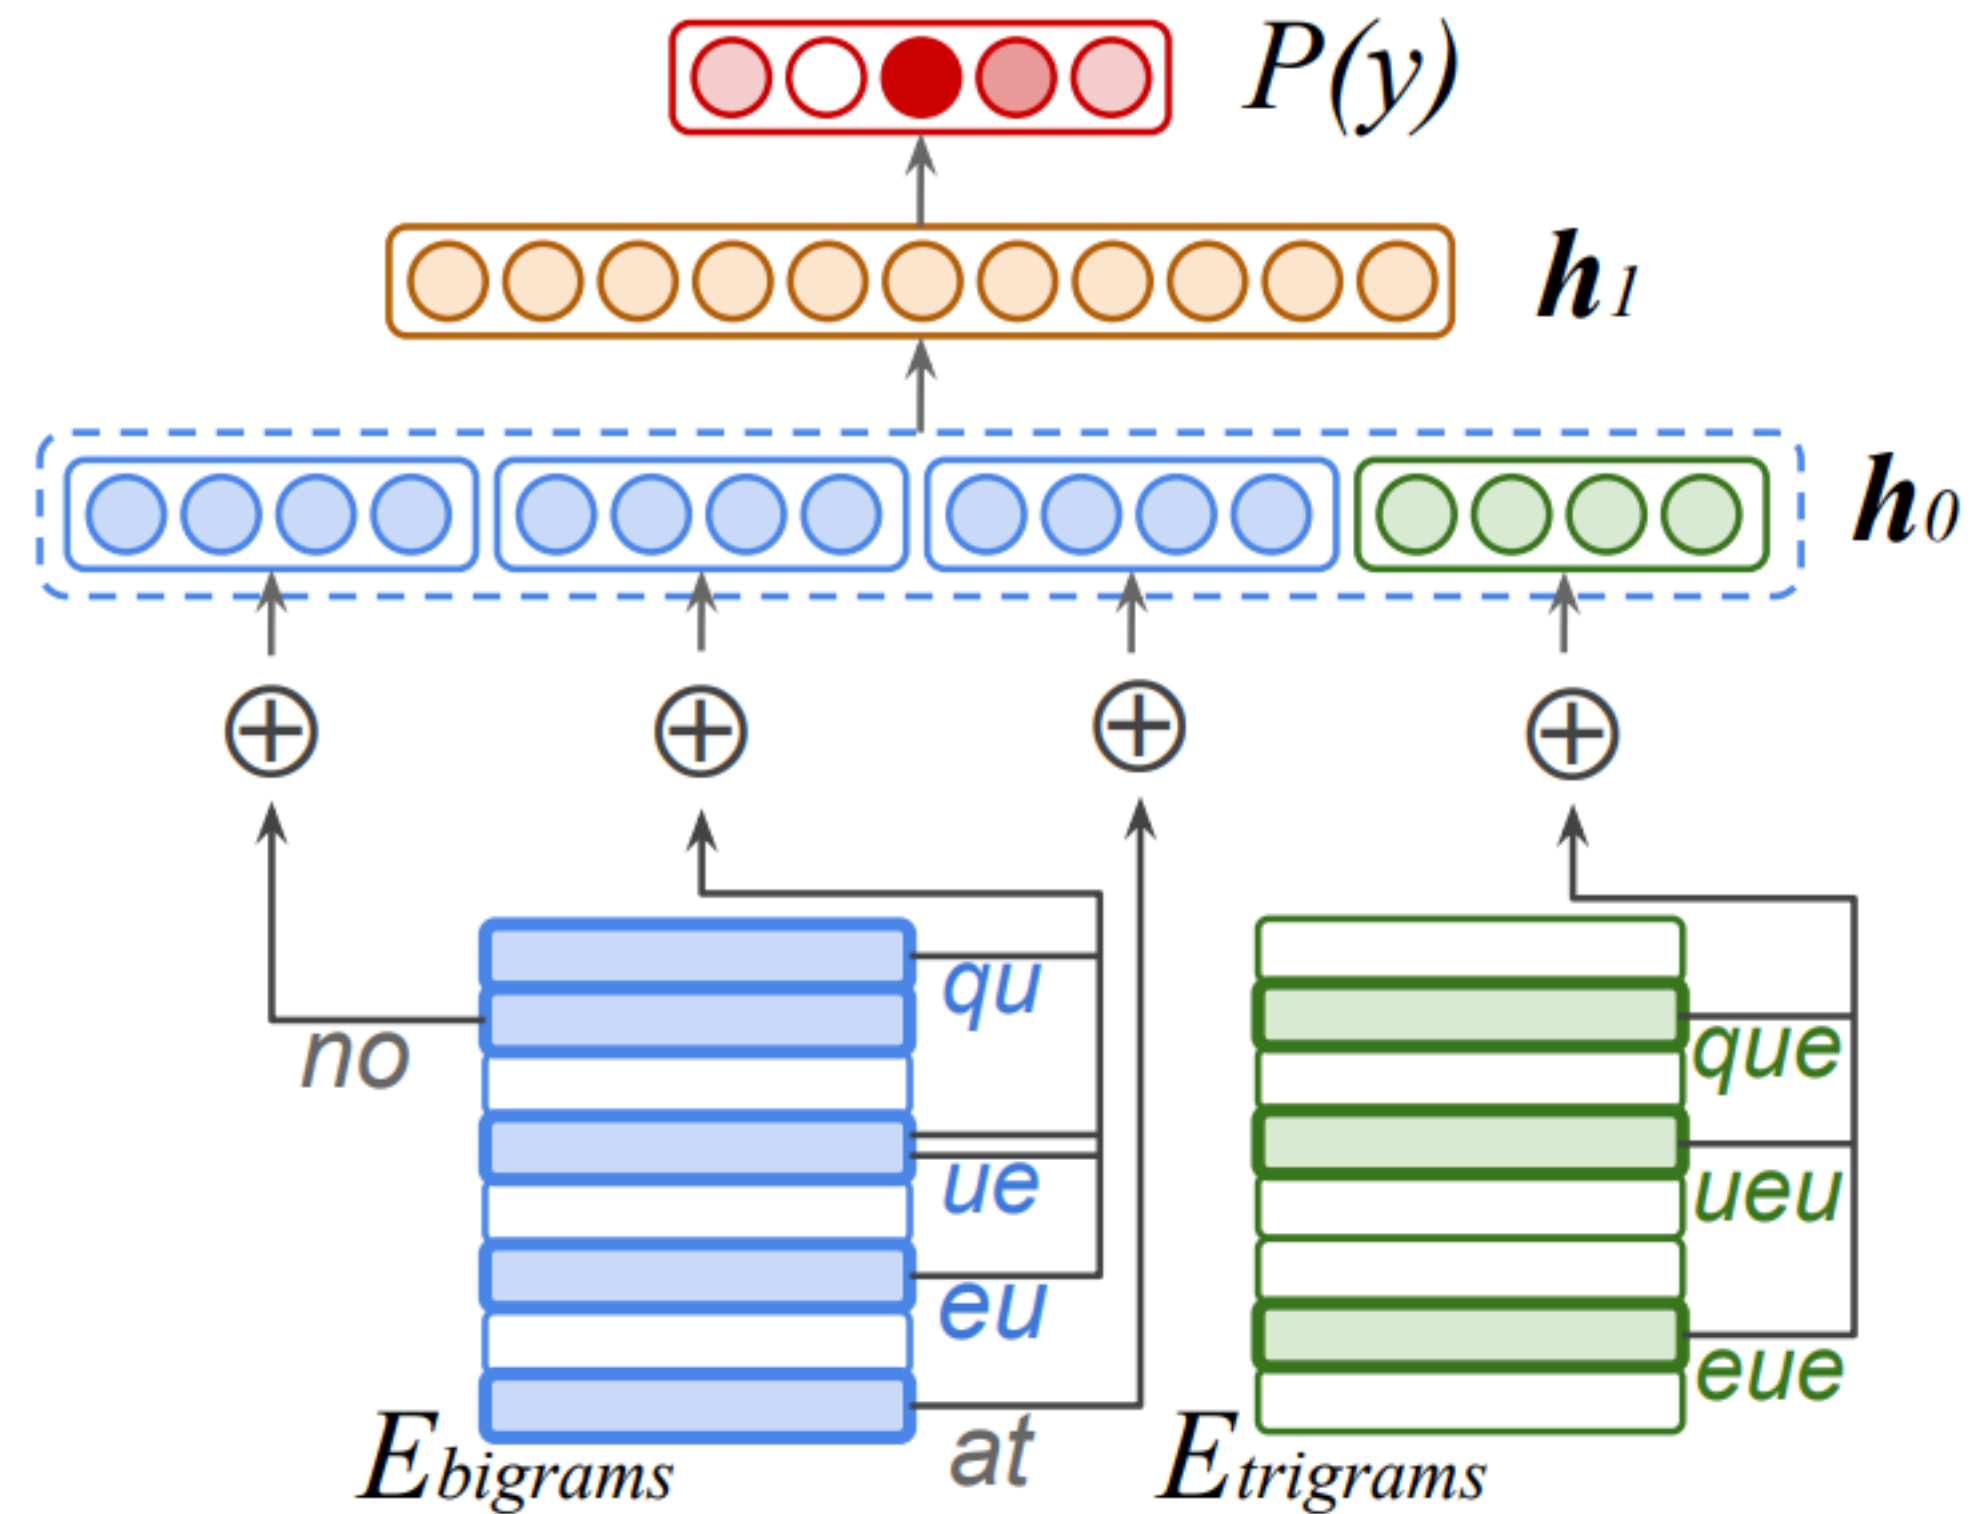 P(y)
h1
h0
qu
que
no
ueu
ue
eu
eue
at
Ebigrams
Etrigrams